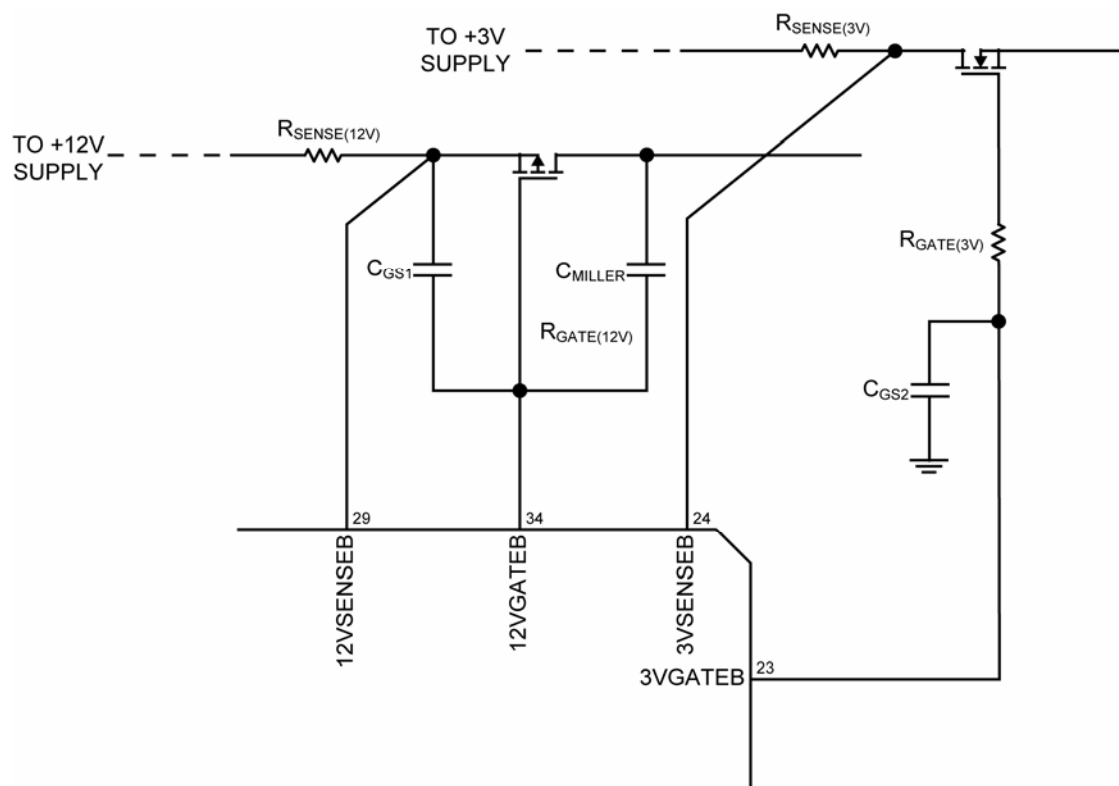 RSENSE(3V)
TO +3V
SUPPLY
RSENSE(12V)
TO +12V
SUPPLY
RGATE(3V)
CGS1
CMILLER
RGATE(12V)
CGS2
29
34
24
12VSENSEB
12VGATEB
3VSENSEB
23
3VGATEB